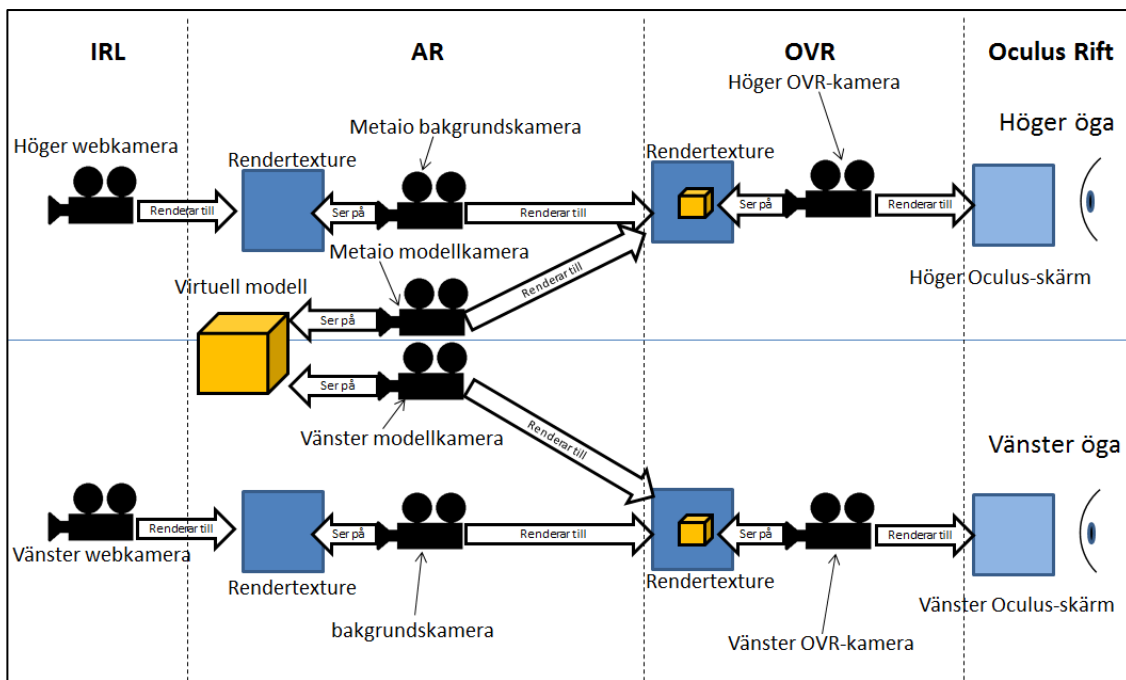 IRL
AR
OVR
Oculus Rift
Höger OVR-kamera
Höger öga
Höger webkamera
Metaio bakgrundskamera
Rendertexture
Rendertexture
Renderar till
Ser på
Renderar till
Ser på
Renderar till
Metaio modellkamera
Höger Oculus-skärm
Virtuell modell
Ser på
Renderar till
Ser på
Renderar till
Vänster modellkamera
Vänster öga
Renderar till
Ser på
Renderar till
Ser på
Renderar till
Vänster webkamera
Rendertexture
Rendertexture
Vänster Oculus-skärm
bakgrundskamera
Vänster OVR-kamera